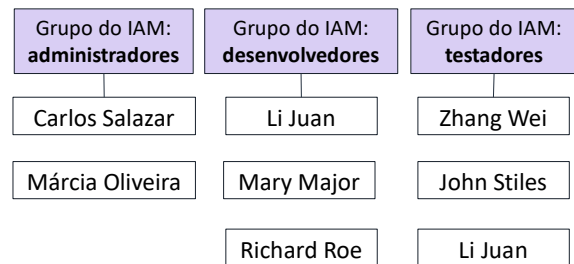 Grupo do IAM:
administradores
Grupo do IAM:
desenvolvedores
Grupo do IAM:
testadores
Carlos Salazar
Li Juan
Zhang Wei
Márcia Oliveira
Mary Major
John Stiles
Richard Roe
Li Juan